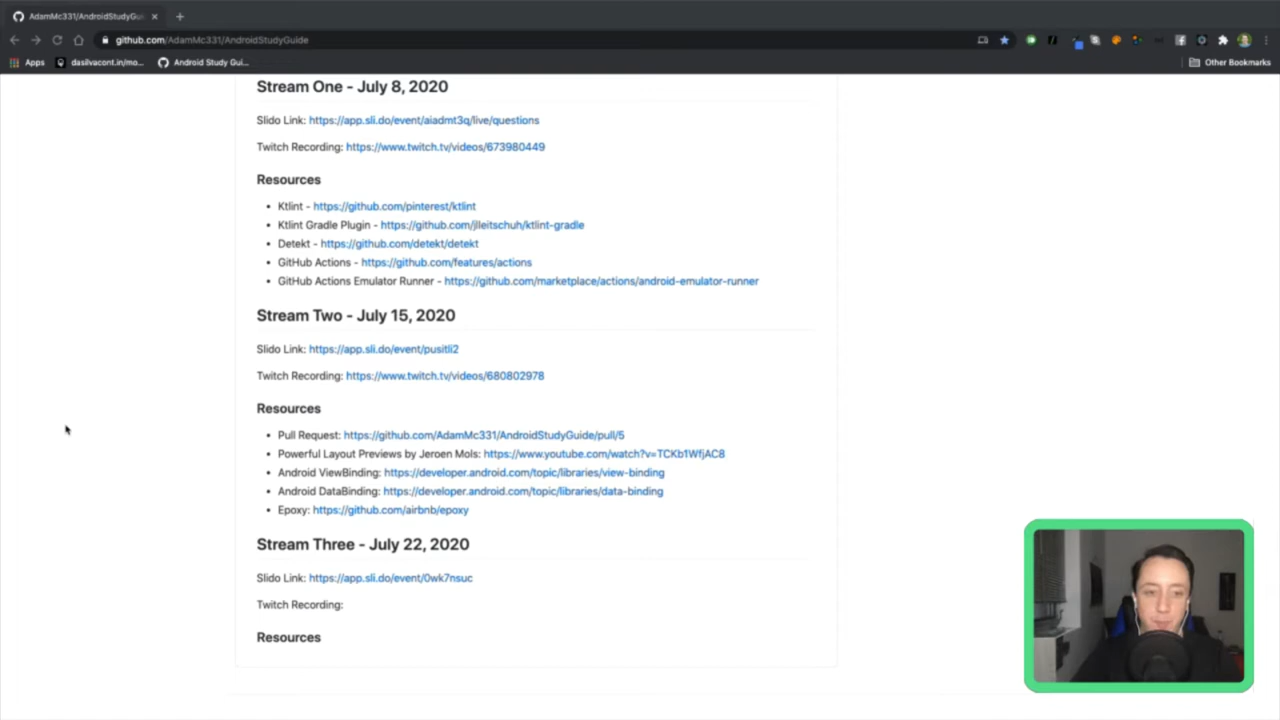 AdamMc331/AndroidStudyGui
github.com/AdamMc331/AndroidStudyGuide
Apps
dasilvacont.in/mo...
Android Study Gui...
Other Bookmarks
Stream One - July 8, 2020
Slido Link: https://app.sli.do/event/aiadmt3q/live/questions
Twitch Recording: https://www.twitch.tv/videos/673980449
Resources
• Ktlint - https://github.com/pinterest/ktlint
• Ktlint Gradle Plugin - https://github.com/jlleitschuh/ktlint-gradle
• Detekt - https://github.com/detekt/detekt
• GitHub Actions - https://github.com/features/actions
• GitHub Actions Emulator Runner - https://github.com/marketplace/actions/android-emulator-runner
Stream Two - July 15, 2020
Slido Link: https://app.sli.do/event/pusitli2
Twitch Recording: https://www.twitch.tv/videos/680802978
Resources
• Pull Request: https://github.com/AdamMc331/AndroidStudyGuide/pull/5
• Powerful Layout Previews by Jeroen Mols: https://www.youtube.com/watch?v=TCKb1WfjAC8
• Android ViewBinding: https://developer.android.com/topic/libraries/view-binding
• Android DataBinding: https://developer.android.com/topic/libraries/data-binding
• Epoxy: https://github.com/airbnb/epoxy
Stream Three - July 22, 2020
Slido Link: https://app.sli.do/event/0wk7nsuc
Twitch Recording:
Resources